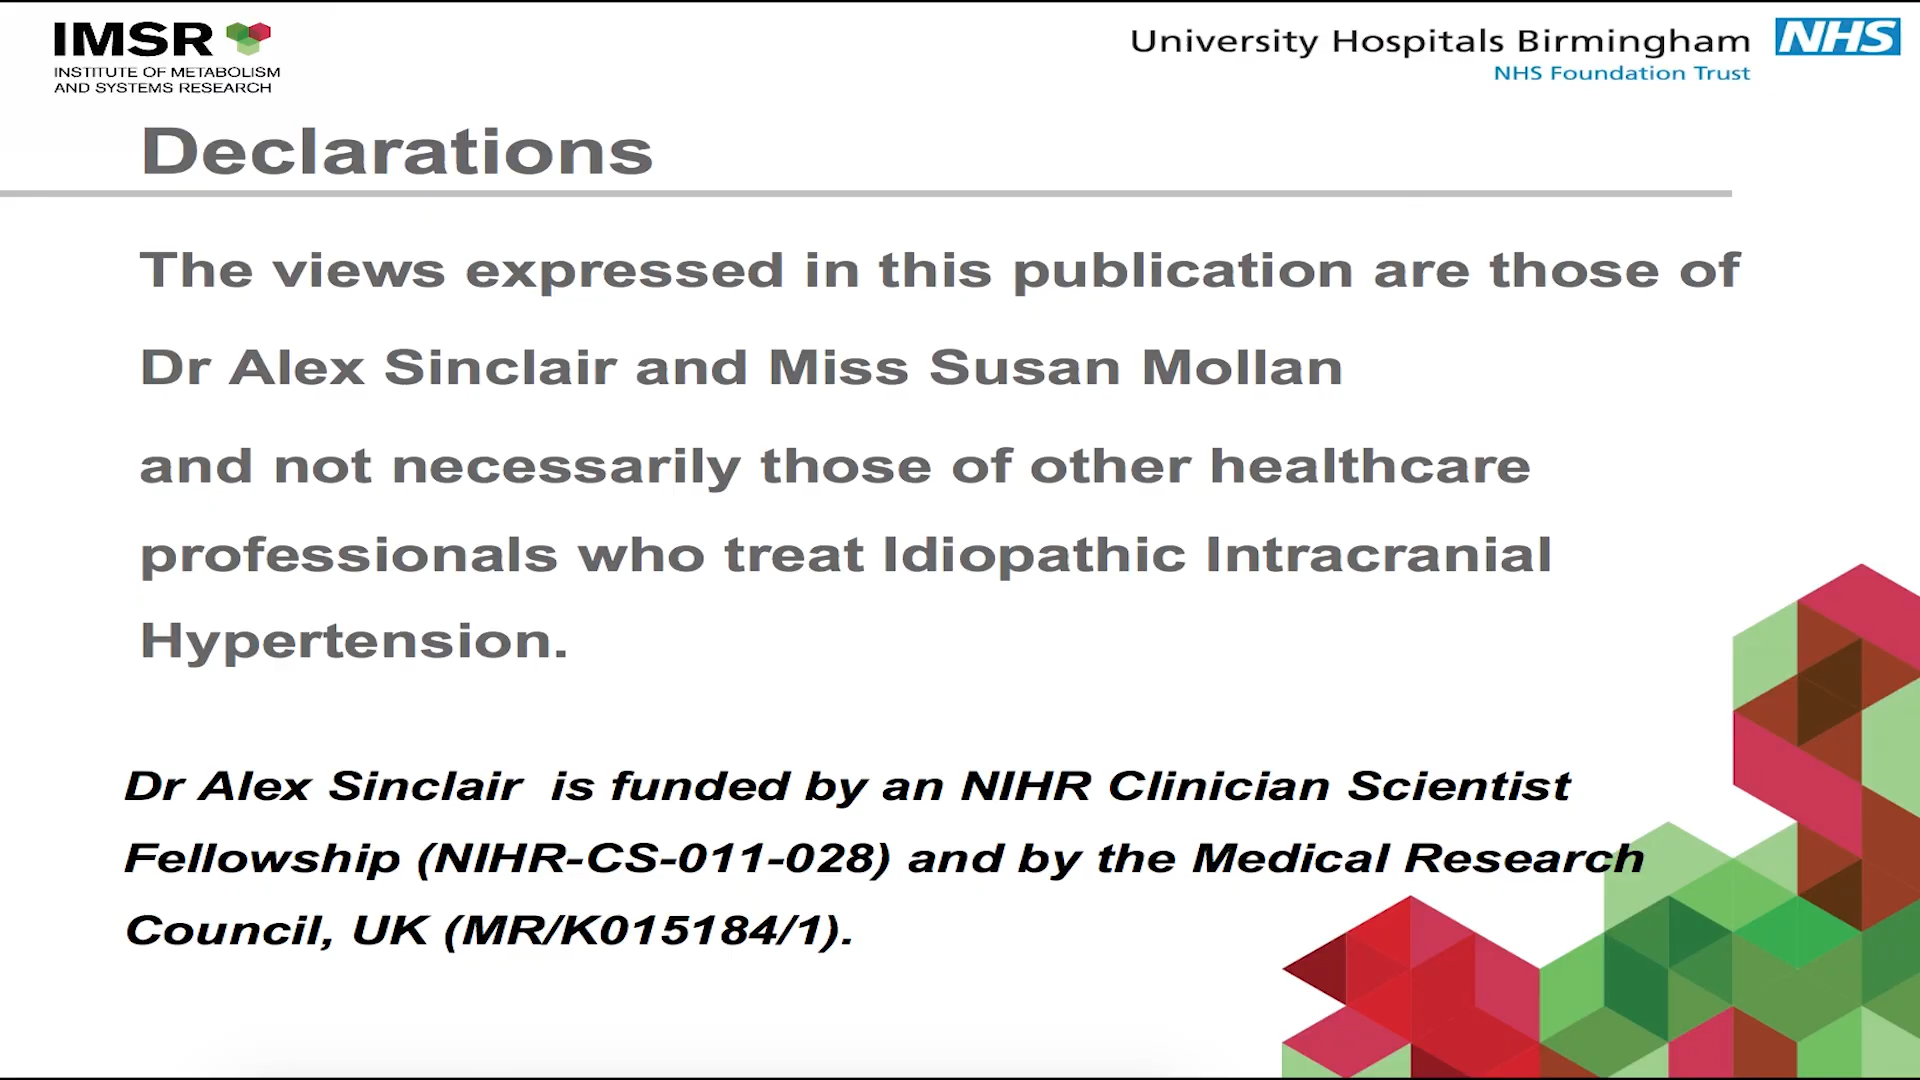 IMSR
INSTITUTE OF METABOLISM
AND SYSTEMS RESEARCH
University Hospitals Birmingham NHS
NHS Foundation Trust
Declarations
The views expressed in this publication are those of
Dr Alex Sinclair and Miss Susan Mollan
and not necessarily those of other healthcare
professionals who treat Idiopathic Intracranial
Hypertension.
Dr Alex Sinclair is funded by an NIHR Clinician Scientist
Fellowship (NIHR-CS-011-028) and by the Medical Research
Council, UK (MR/K015184/1).